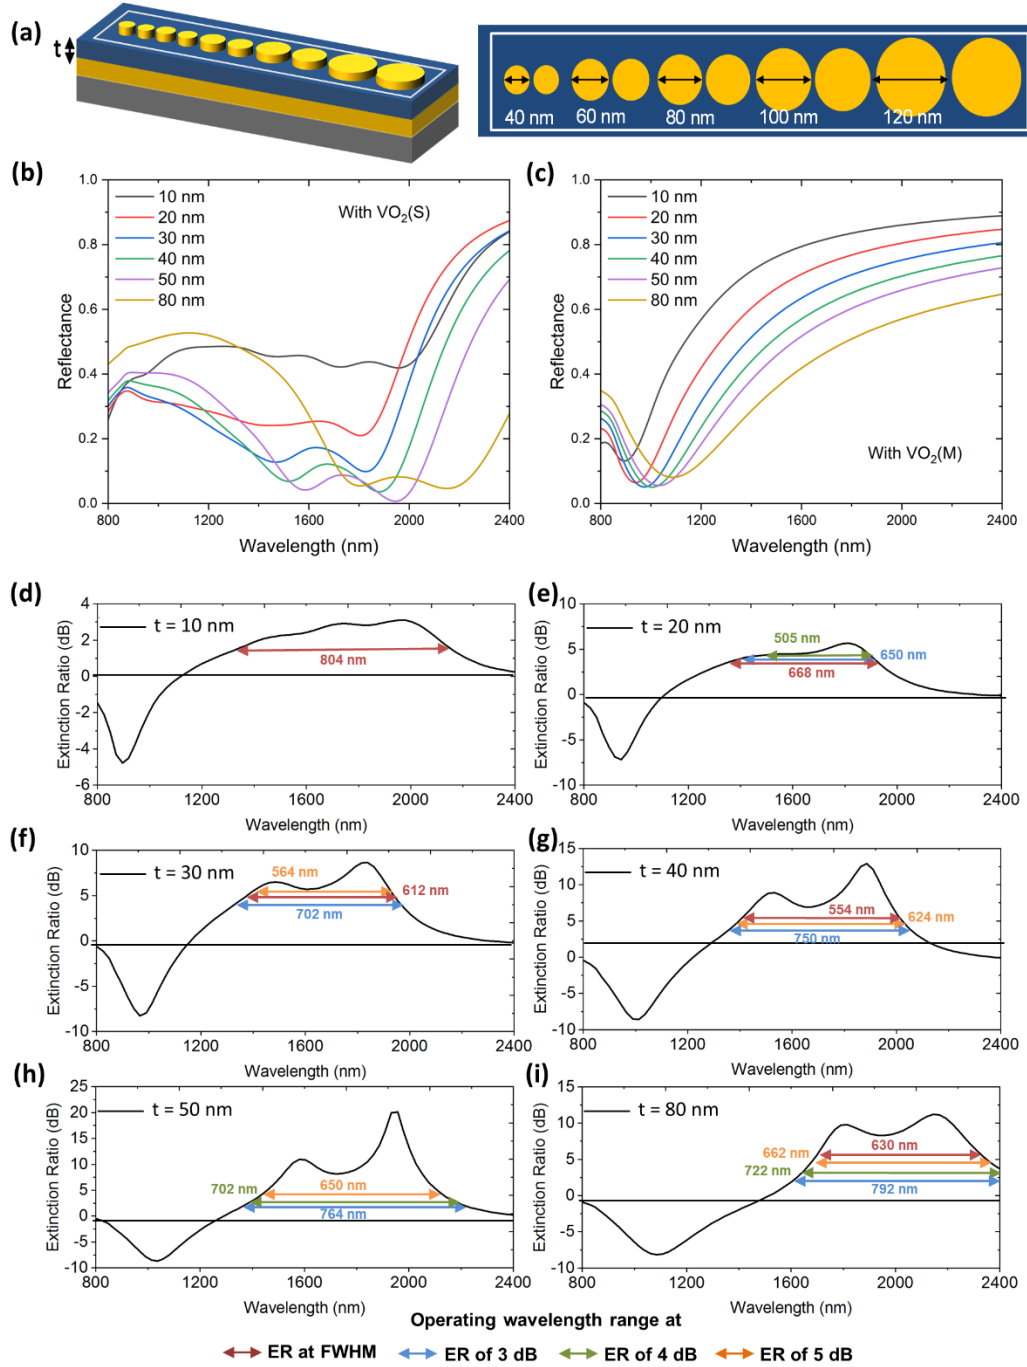 (a)
t
40 nm
60 nm
80 nm
100 nm
120 nm
(b)
1.0
0.8
0.6
0.4
0.2
0.0
Reflectance
10 nm
20 nm
30 nm
40 nm
50 nm
80 nm
With VO₂(S)
800 1200 1600 2000 2400
Wavelength (nm)
(c)
1.0
0.8
0.6
0.4
0.2
0.0
Reflectance
10 nm
20 nm
30 nm
40 nm
50 nm
80 nm
With VO₂(M)
800 1200 1600 2000 2400
Wavelength (nm)
(d)
4
2
0
-2
-4
-6
Extinction Ratio (dB)
t = 10 nm
804 nm
800 1200 1600 2000 2400
Wavelength (nm)
(e)
10
5
0
-5
-10
Extinction Ratio (dB)
t = 20 nm
505 nm
650 nm
668 nm
800 1200 1600 2000 2400
Wavelength (nm)
(f)
10
5
0
-5
-10
Extinction Ratio (dB)
t = 30 nm
564 nm
612 nm
702 nm
800 1200 1600 2000 2400
Wavelength (nm)
(g)
15
10
5
0
-5
-10
Extinction Ratio (dB)
t = 40 nm
554 nm
624 nm
750 nm
800 1200 1600 2000 2400
Wavelength (nm)
(h)
25
20
15
10
5
0
-5
-10
Extinction Ratio (dB)
t = 50 nm
702 nm
650 nm
764 nm
800 1200 1600 2000 2400
Wavelength (nm)
(i)
15
10
5
0
-5
-10
Extinction Ratio (dB)
t = 80 nm
630 nm
662 nm
722 nm
792 nm
800 1200 1600 2000 2400
Wavelength (nm)
Operating wavelength range at
ER at FWHM ER of 3 dB ER of 4 dB ER of 5 dB